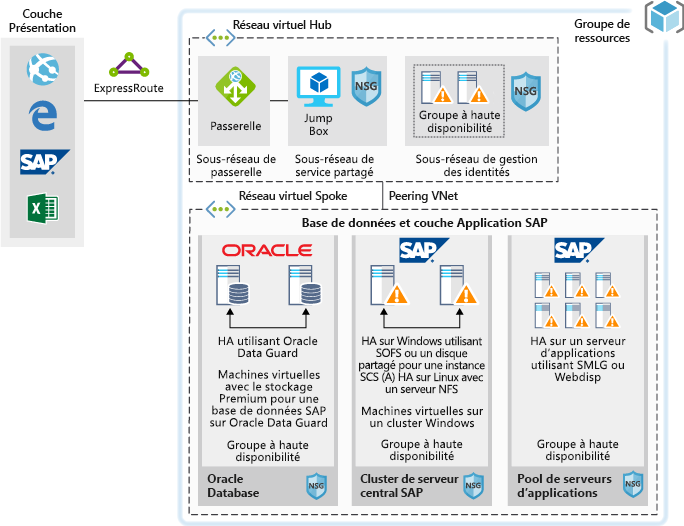 Couche
Présentation
SAP
ExpressRoute
Réseau virtuel Hub
Groupe de
ressources
Passerelle
Jump
Box
NSG
Groupe à haute
disponibilité
NSG
Sous-réseau de
passerelle
Sous-réseau de
service partagé
Sous-réseau de gestion
des identités
Réseau virtuel Spoke
Peering VNet
Base de données et couche Application SAP
ORACLE
HA utilisant Oracle
Data Guard
Machines virtuelles
avec le stockage
Premium pour une
base de données SAP
sur Oracle Data Guard
Groupe à haute
disponibilité
Oracle
Database
NSG
SAP
HA sur Windows utilisant
SOFS ou un disque
partagé pour une instance
SCS (A) HA sur Linux avec
un serveur NFS
Machines virtuelles sur
un cluster Windows
Groupe à haute
disponibilité
Cluster de serveur
central SAP
NSG
SAP
HA sur un serveur
d'applications
utilisant SMLG ou
Webdisp
Groupe à haute
disponibilité
Pool de serveurs
d'applications
NSG